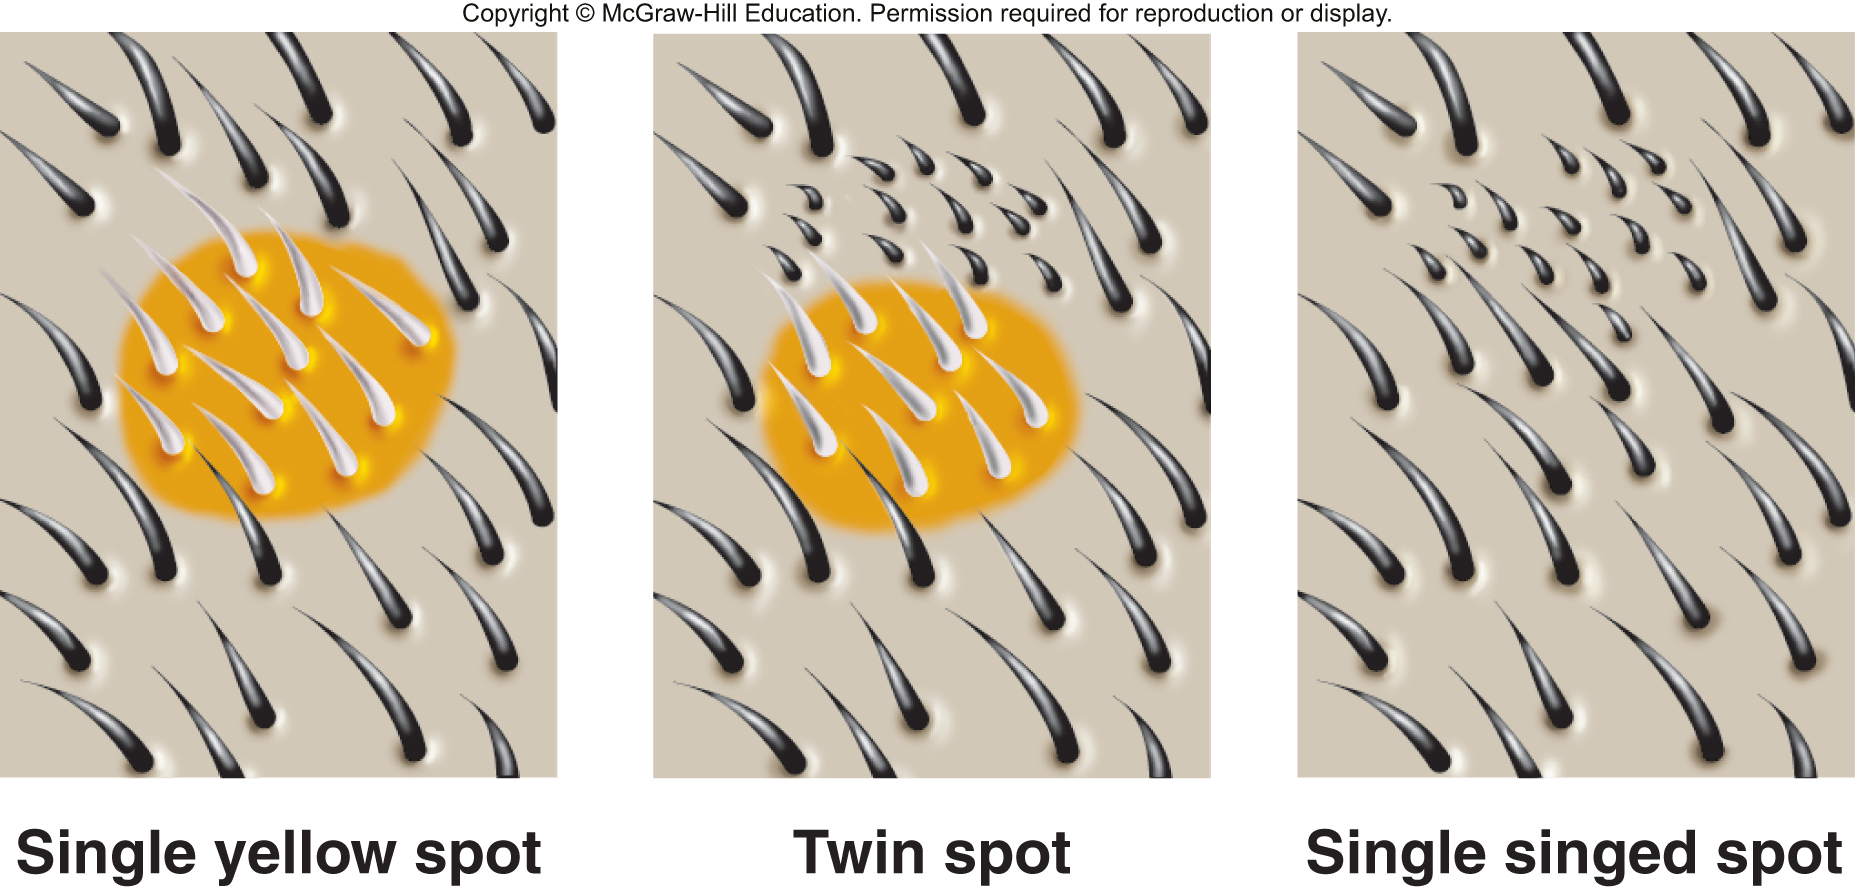 Copyright © McGraw-Hill Education. Permission required for reproduction or display.
Single yellow spot
Twin spot
Single singed spot